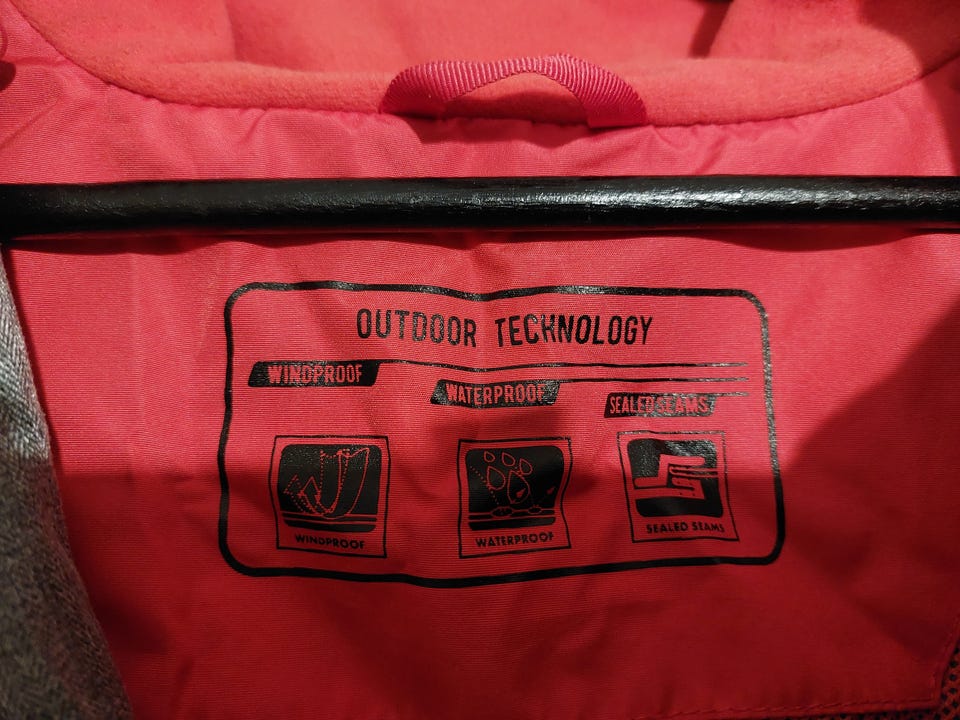 OUTDOOR TECHNOLOGY
WINDPROOF
WATERPROOF
SEALED SEAMS
WINDPROOF
WATERPROOF
SEALED SEAMS